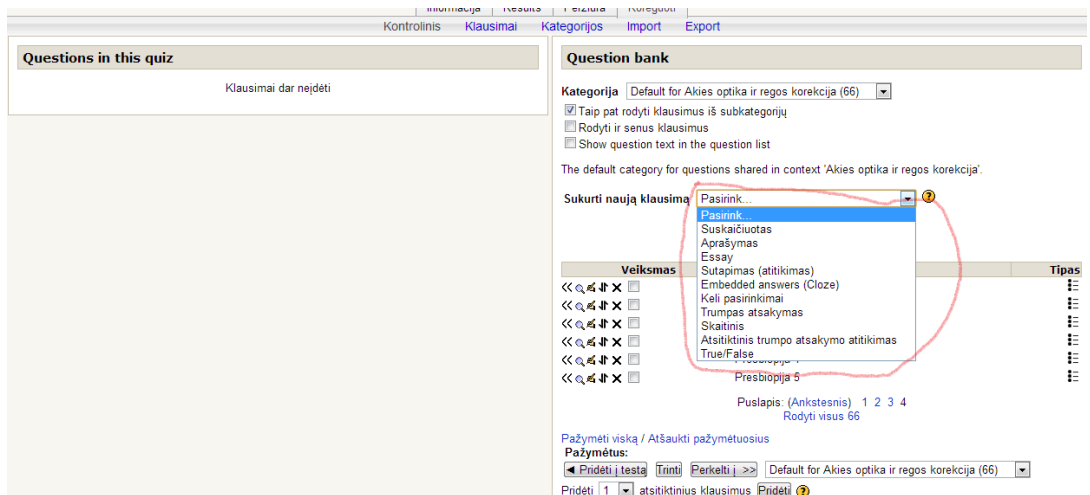 Informacija Results Peržiūra Koreguoti
Kontrolinis Klausimai Kategorijos Import Export
Questions in this quiz
Klausimai dar neįdėti
Question bank
Kategorija Default for Akies optika ir regos korekcija (66)
Taip pat rodyti klausimus iš subkategorijų
Rodyti ir senus klausimus
Show question text in the question list
The default category for questions shared in context 'Akies optika ir regos korekcija'.
Sukurti naują klausimą Pasirink...
Pasirink...
Suskaičiuotas
Aprašymas
Essay
Sutapimas (atitikimas)
Embedded answers (Cloze)
Keli pasirinkimai
Trumpas atsakymas
Skaitinis
Atsitiktinis trumpo atsakymo atitikimas
True/False
Veiksmas Tipas
Presbiopija
Presbiopija 5
Puslapis: (Ankstesnis) 1 2 3 4
Rodyti visus 66
Pažymėti viską / Atšaukti pažymėtuosius
Pažymėtus:
◄ Pridėti į testą Trinti Perkelti į >> Default for Akies optika ir regos korekcija (66)
Pridėti 1 atsitiktinius klausimus Pridėti